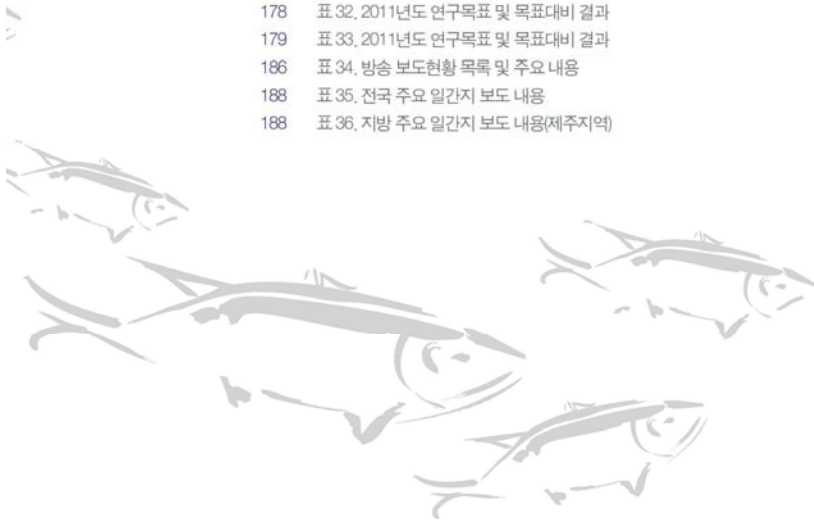 178 표 32. 2011년도 연구목표 및 목표대비 결과
179 표 33. 2011년도 연구목표 및 목표대비 결과
186 표 34. 방송 보도현황 목록 및 주요 내용
188 표 35. 전국 주요 일간지 보도 내용
188 표 36. 지방 주요 일간지 보도 내용(제주지역)